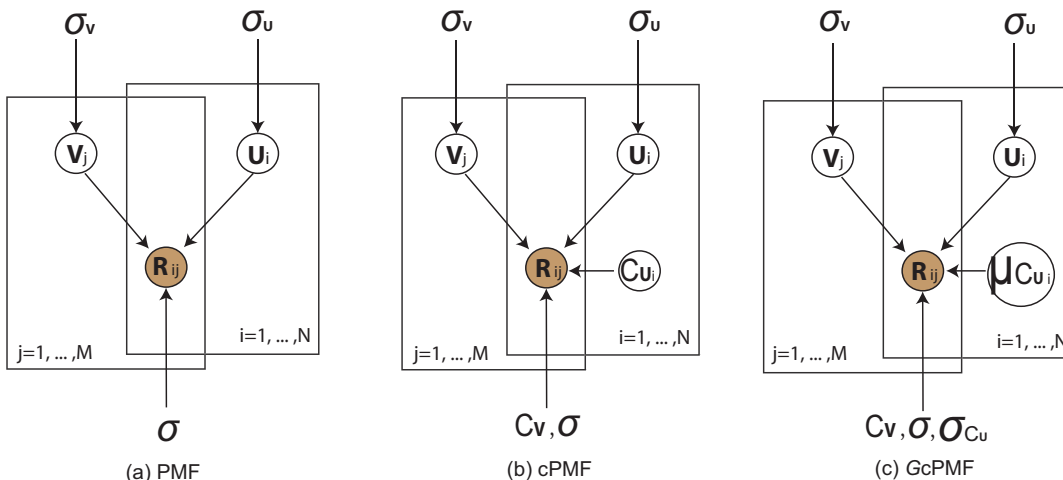 σV σU
Vj Ui
Rij
j=1, ... ,M i=1, ... ,N
σ
(a) PMF
σV σU
Vj Ui
Rij CUi
j=1, ... ,M i=1, ... ,N
CV , σ
(b) cPMF
σV σU
Vj Ui
Rij μCUi
j=1, ... ,M i=1, ... ,N
CV , σ, σCU
(c) GcPMF